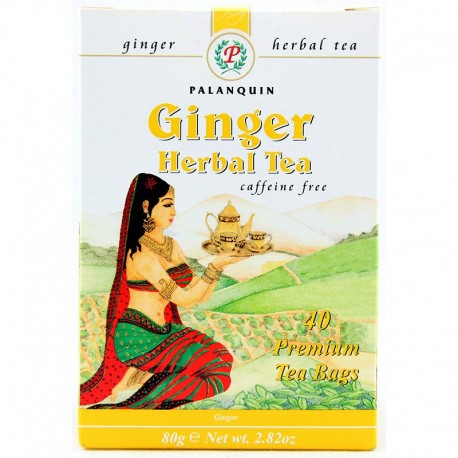 ginger herbal tea
P
PALANQUIN
Ginger
Herbal Tea
caffeine free
40
Premium
Tea Bags
Ginger
80g ℮ Net wt. 2.82oz